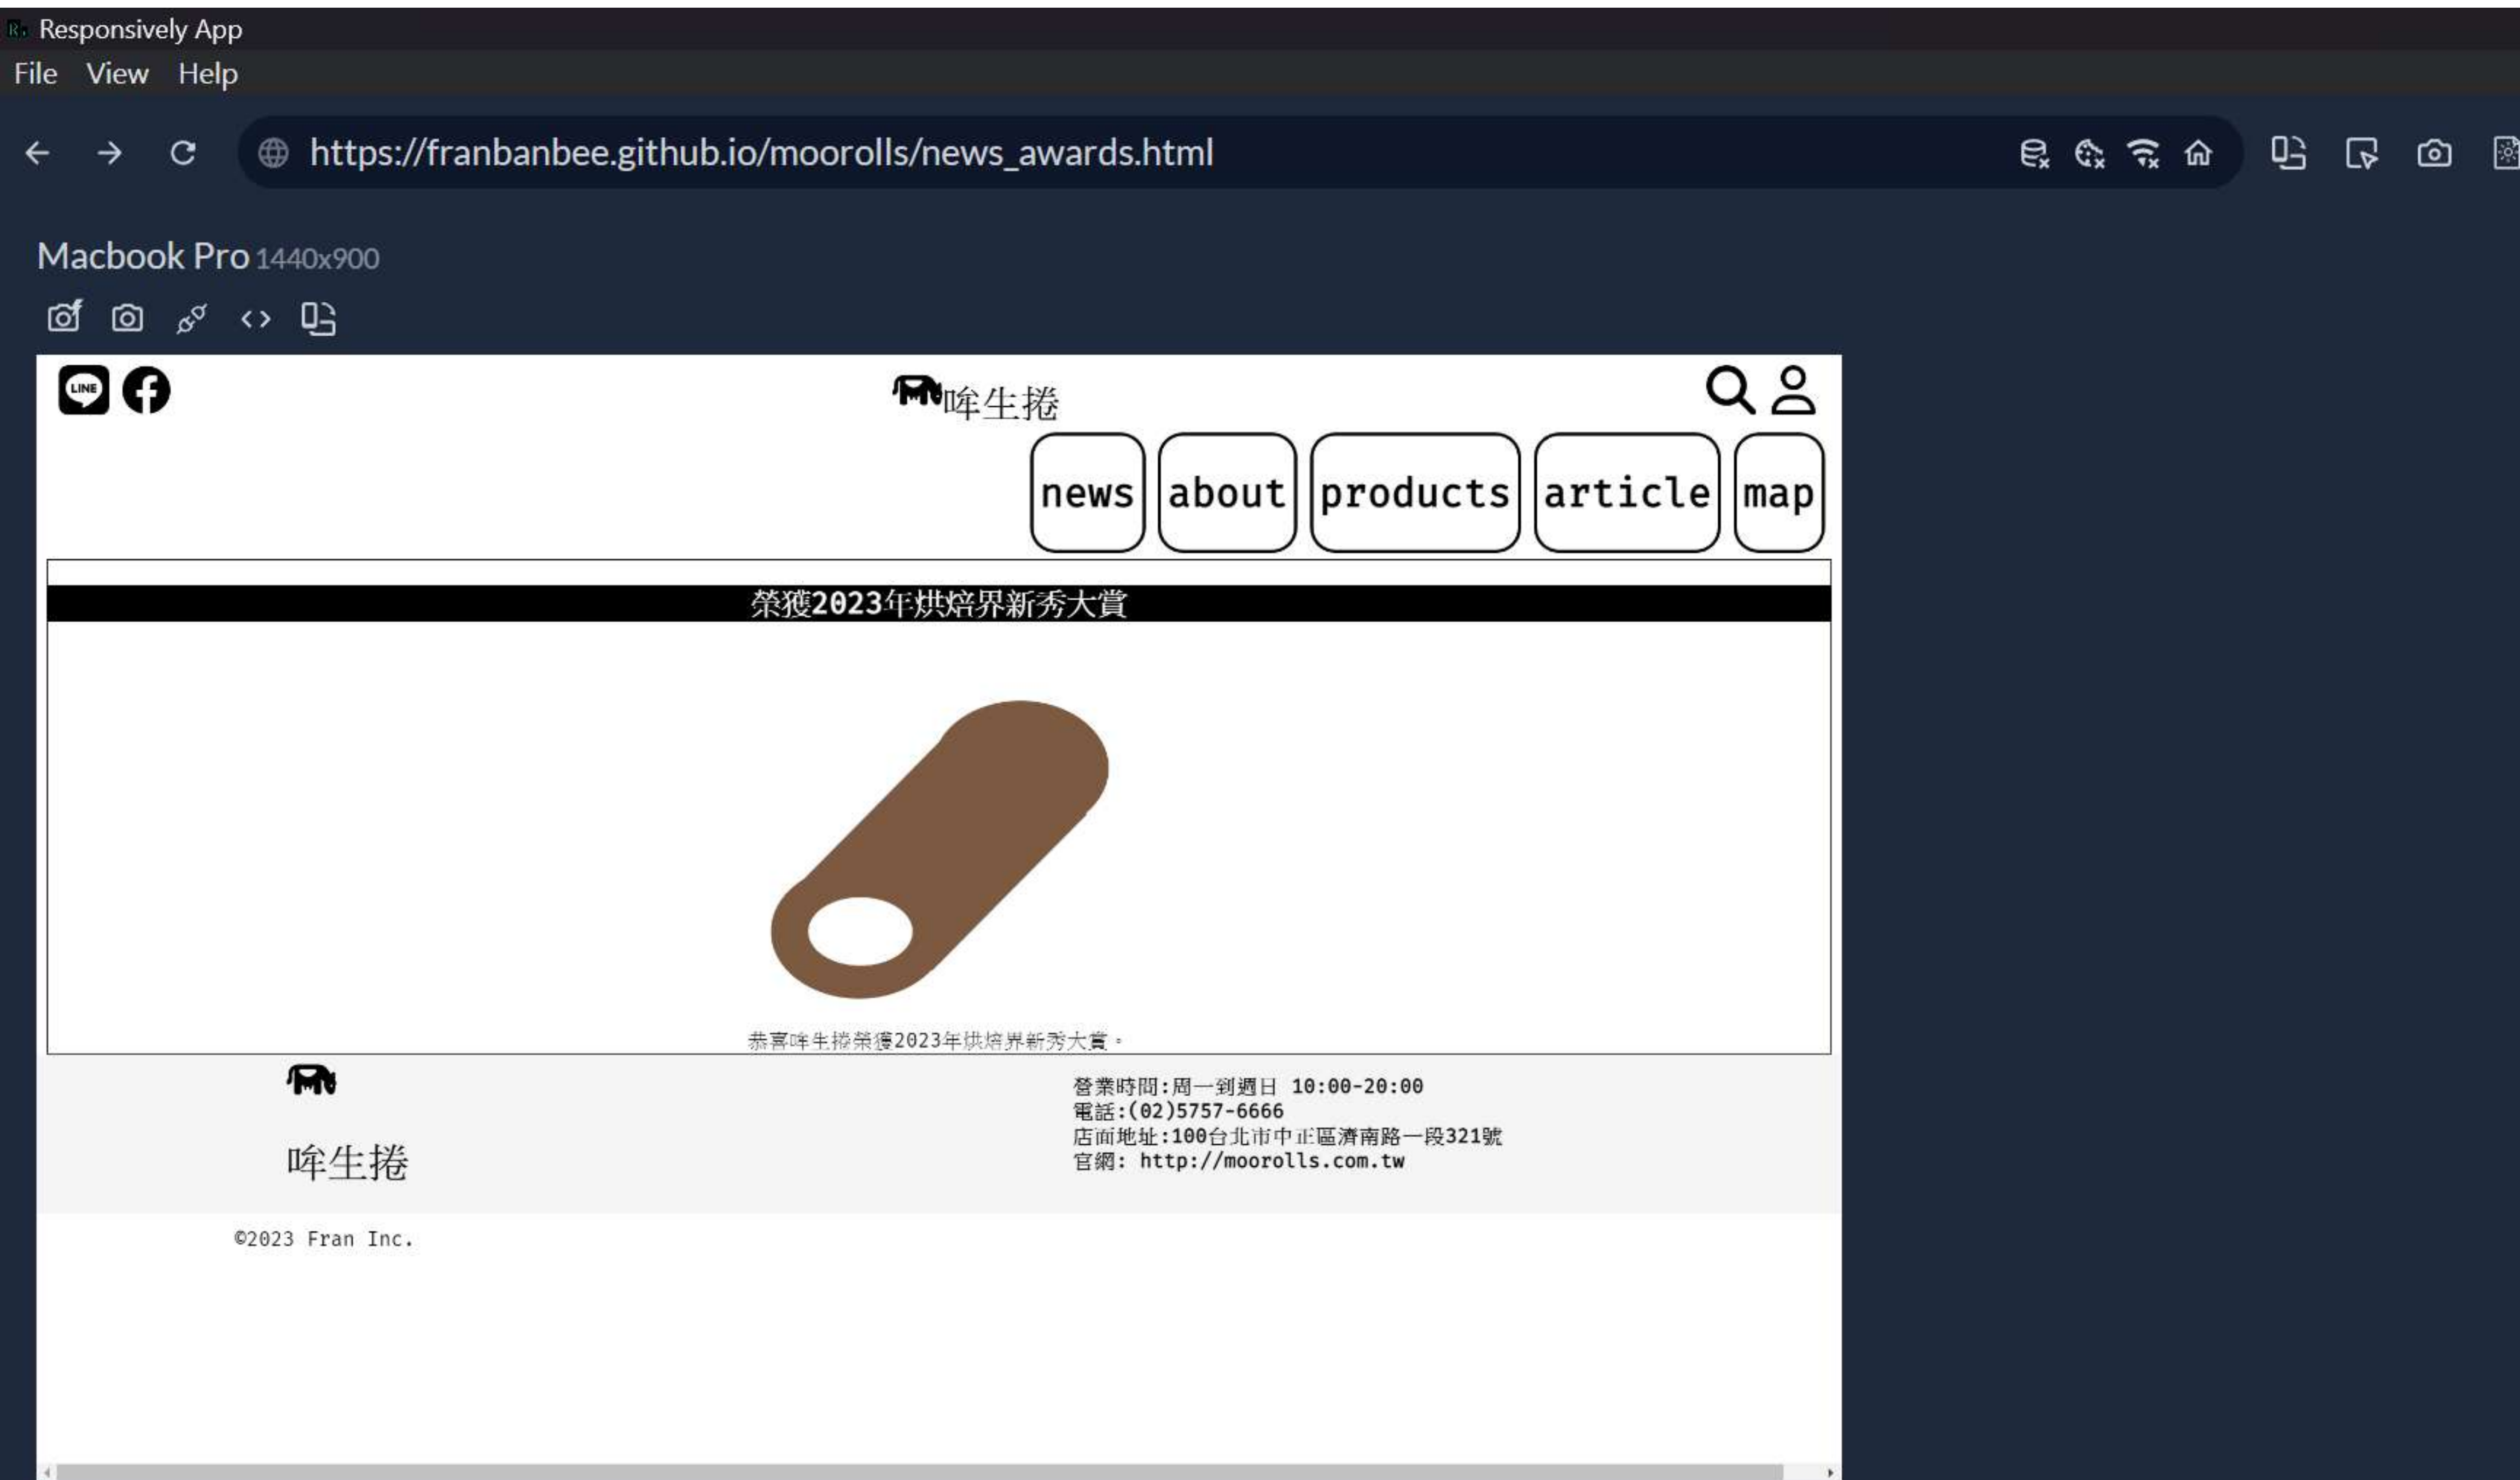 Responsively App
File View Help
https://franbanbee.github.io/moorolls/news_awards.html
Macbook Pro 1440x900
LINE
哞生捲
news about products article map
榮獲2023年烘焙界新秀大賞
恭喜哞生捲榮獲2023年烘焙界新秀大賞。
營業時間:周一到週日 10:00-20:00
電話:(02)5757-6666
店面地址:100台北市中正區濟南路一段321號
官網: http://moorolls.com.tw
哞生捲
©2023 Fran Inc.